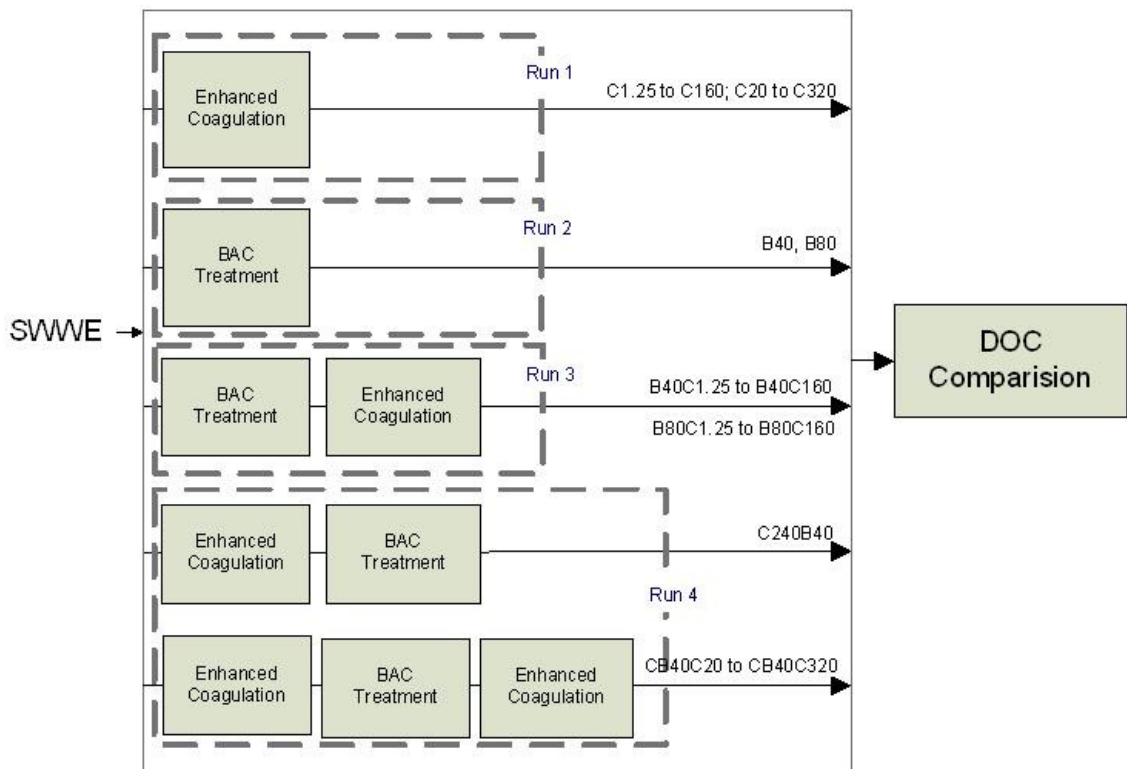 Run 1
Enhanced
Coagulation
C1.25 to C160; C20 to C320
Run 2
BAC
Treatment
B40, B80
SWWE
Run 3
BAC
Treatment
Enhanced
Coagulation
B40C1.25 to B40C160
B80C1.25 to B80C160
DOC
Comparision
Enhanced
Coagulation
BAC
Treatment
C240B40
Run 4
Enhanced
Coagulation
BAC
Treatment
Enhanced
Coagulation
CB40C20 to CB40C320